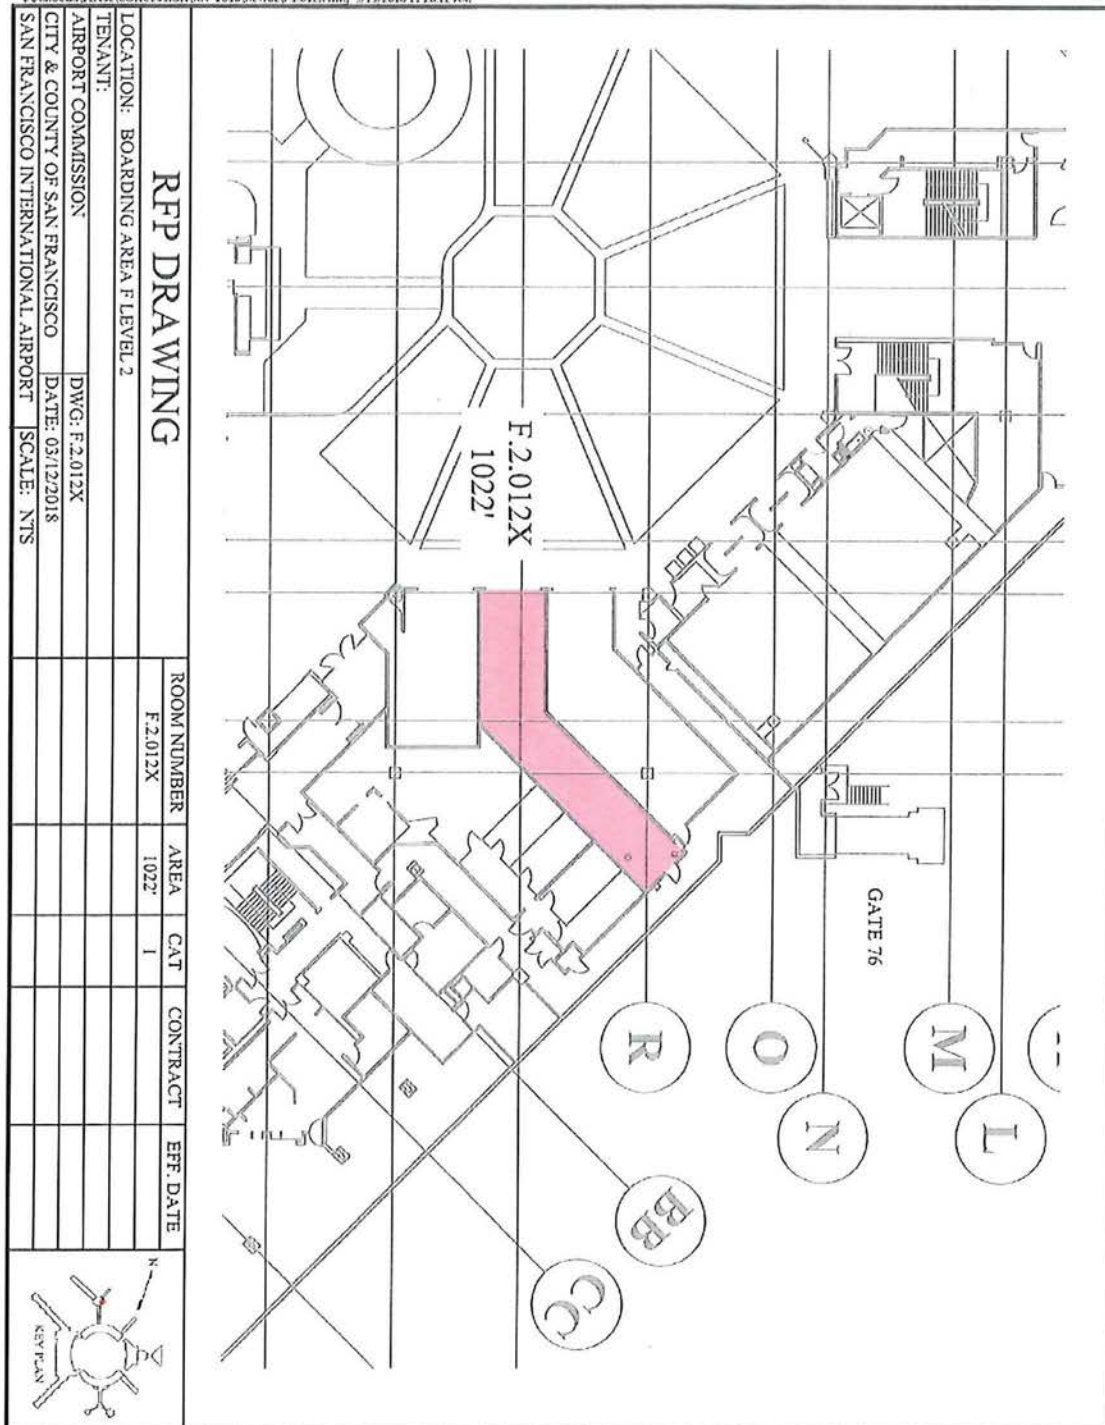 F.2.012X
1022'
GATE 76
L
M
N
O
R
BB
CC
RFP DRAWING
LOCATION: BOARDING AREA F LEVEL 2
TENANT:
AIRPORT COMMISSION DWG: F.2.012X
CITY & COUNTY OF SAN FRANCISCO DATE: 03/12/2018
SAN FRANCISCO INTERNATIONAL AIRPORT SCALE: NTS
ROOM NUMBER AREA CAT CONTRACT EFF. DATE
F.2.012X 1022' 1
N
KEY PLAN